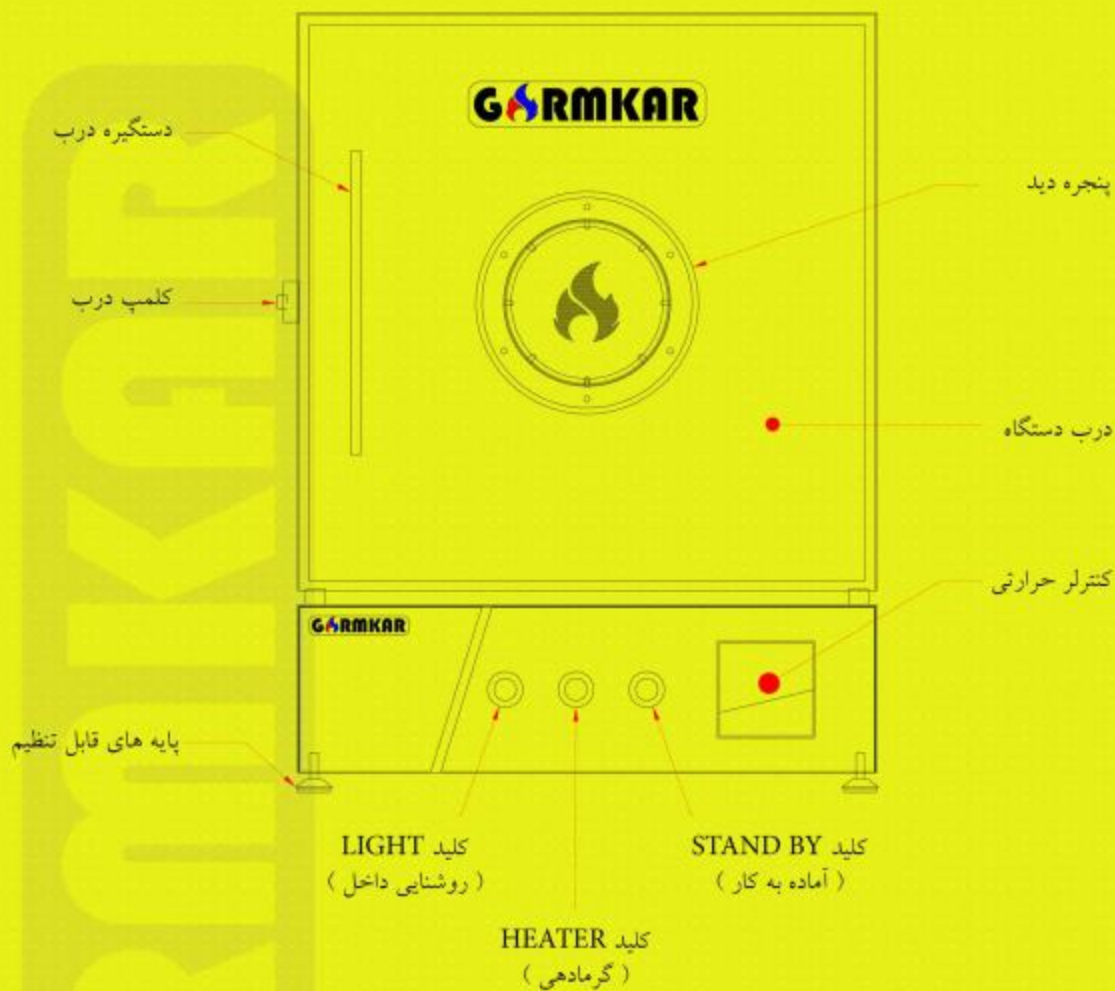 GARMKAR
دستگیره درب
پنجره دید
کلمپ درب
درب دستگاه
کنترلر حرارتی
GARMKAR
پایه های قابل تنظیم
کلید LIGHT
( روشنایی داخل )
کلید STAND BY
( آماده به کار )
کلید HEATER
( گرمادهی )
GARMKAR